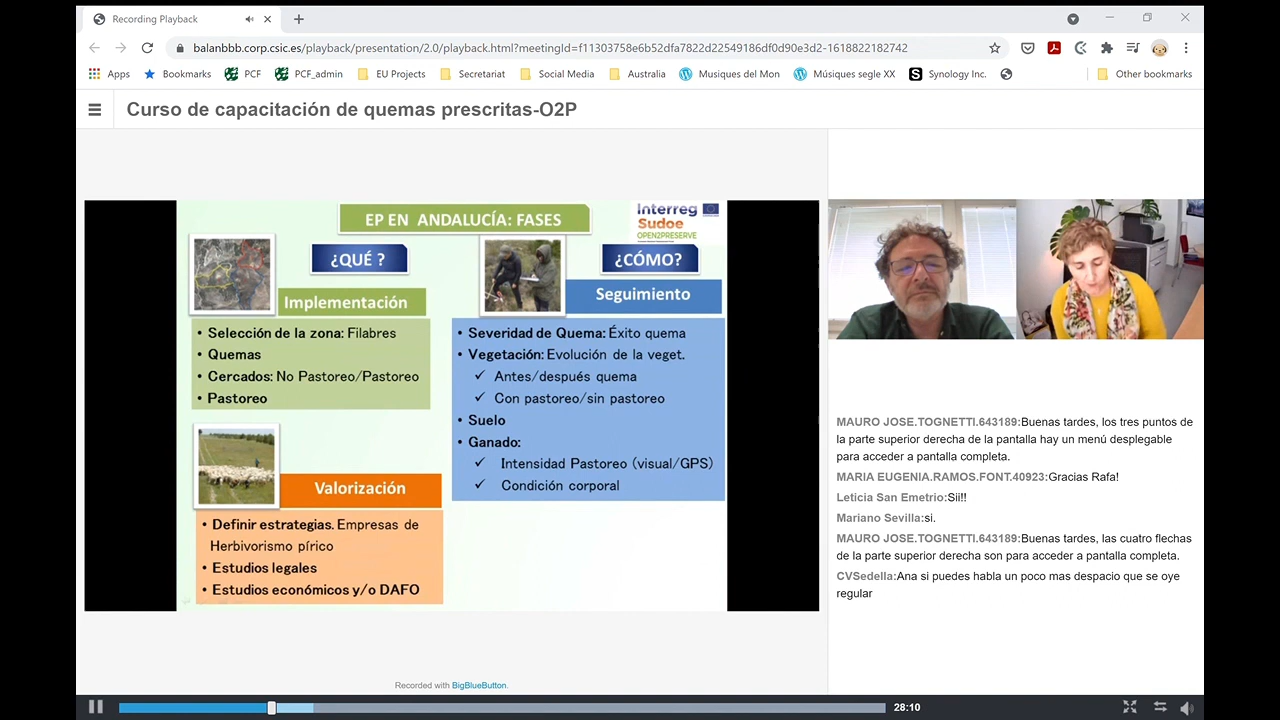 Recording Playback
balanbbb.corp.csic.es/playback/presentation/2.0/playback.html?meetingId=f11303758e6b52dfa7822d22549186df0d90e3d2-1618822182742
Apps Bookmarks PCF PCF_admin EU Projects Secretariat Social Media Australia Musiques del Mon Músiques segle XX Synology Inc. Other bookmarks
Curso de capacitación de quemas prescritas-O2P
EP EN ANDALUCÍA: FASES
Interreg
Sudoe
OPEN2PRESERVE
¿QUÉ ?
Implementación
• Selección de la zona: Filabres
• Quemas
• Cercados: No Pastoreo/Pastoreo
• Pastoreo
Valorización
• Definir estrategias. Empresas de
Herbivorismo pírico
• Estudios legales
• Estudios económicos y/o DAFO
¿CÓMO?
Seguimiento
• Severidad de Quema: Éxito quema
• Vegetación: Evolución de la veget.
✓ Antes/después quema
✓ Con pastoreo/sin pastoreo
• Suelo
• Ganado:
✓ Intensidad Pastoreo (visual/GPS)
✓ Condición corporal
MAURO JOSE.TOGNETTI.643189:Buenas tardes, los tres puntos de
la parte superior derecha de la pantalla hay un menú desplegable
para acceder a pantalla completa.
MARIA EUGENIA.RAMOS.FONT.40923:Gracias Rafa!
Leticia San Emetrio:Sii!!
Mariano Sevilla:si.
MAURO JOSE.TOGNETTI.643189:Buenas tardes, las cuatro flechas
de la parte superior derecha son para acceder a pantalla completa.
CVSedella:Ana si puedes habla un poco mas despacio que se oye
regular
Recorded with BigBlueButton.
28:10